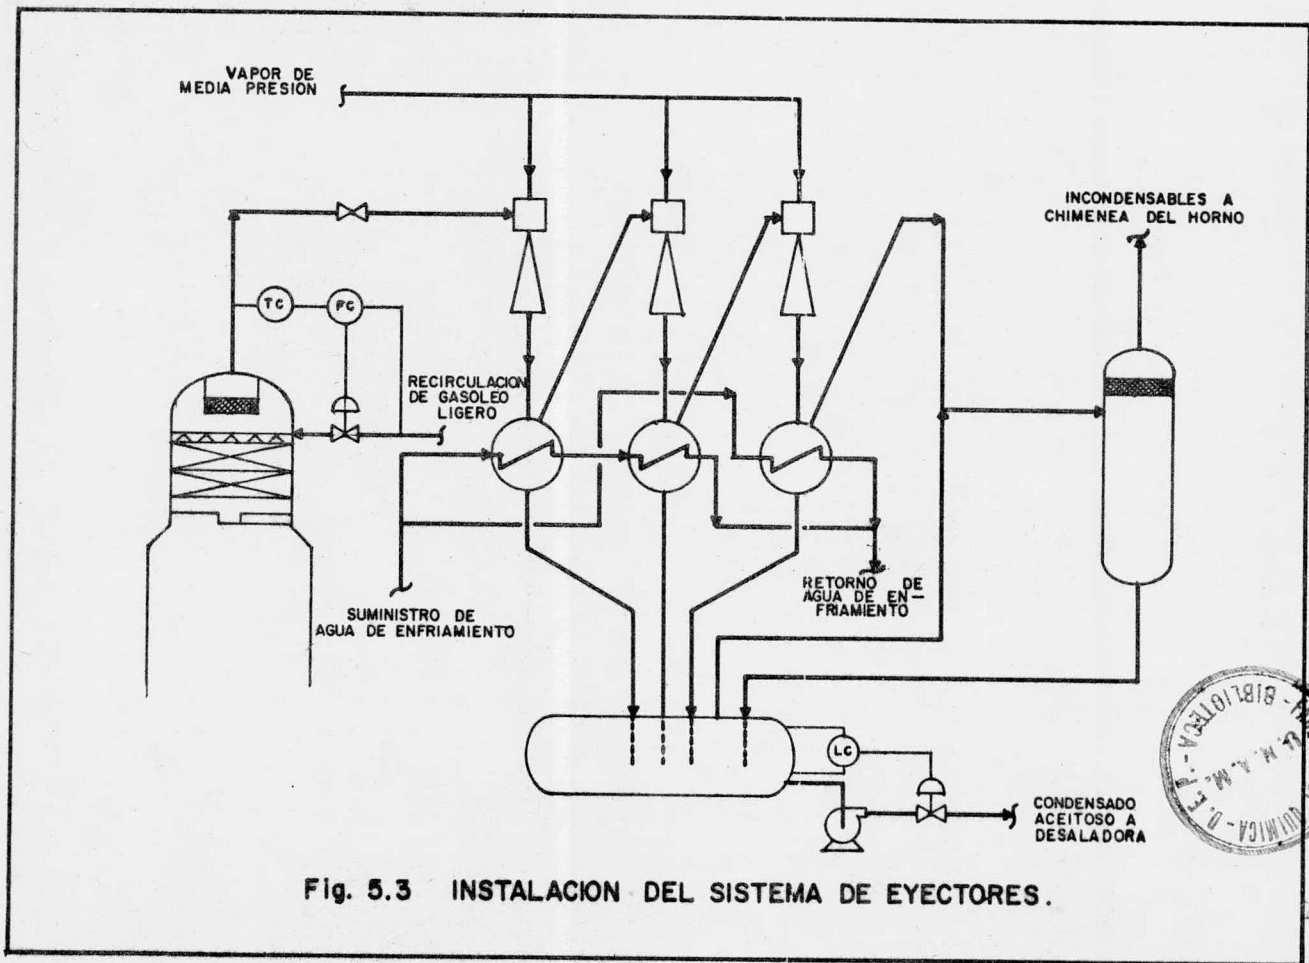 VAPOR DE
MEDIA PRESION
INCONDENSABLES A
CHIMENEA DEL HORNO
TC
FC
RECIRCULACION
DE GASOLEO
LIGERO
SUMINISTRO DE
AGUA DE ENFRIAMIENTO
RETORNO DE
AGUA DE EN-
FRIAMIENTO
LC
CONDENSADO
ACEITOSO A
DESALADORA
BIBLIOTECA
U. N. A. M.
QUIMICA
Fig. 5.3 INSTALACION DEL SISTEMA DE EYECTORES.